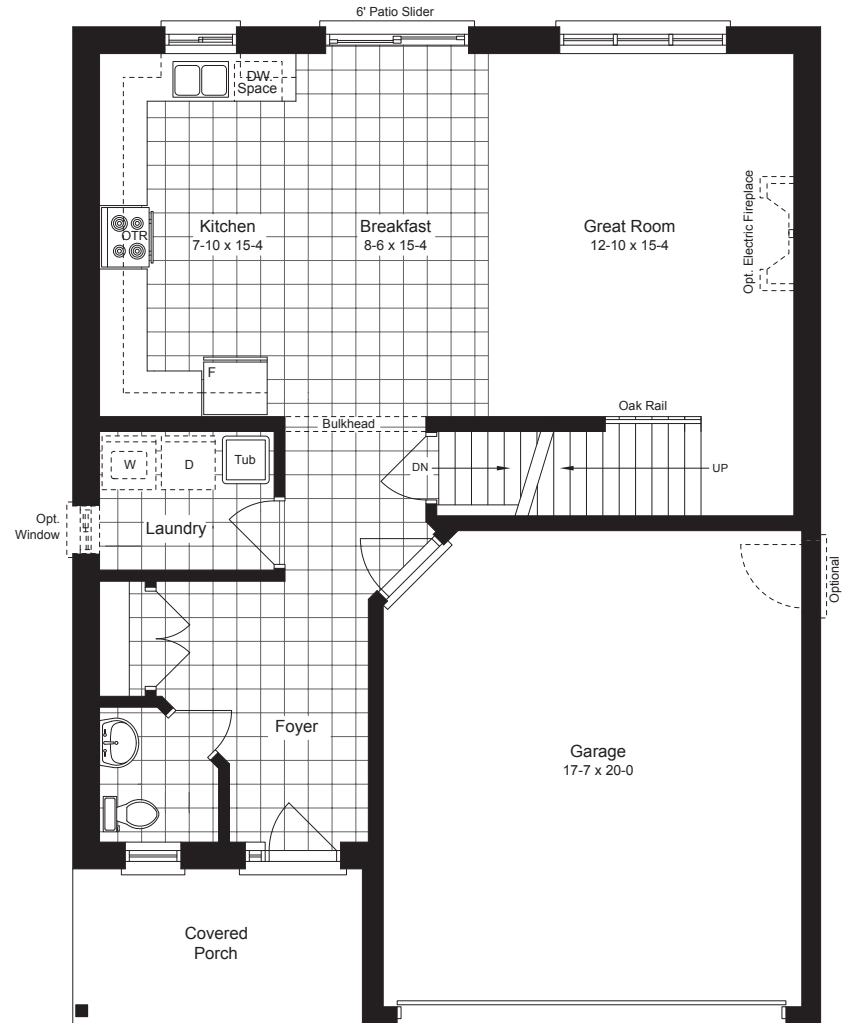 6' Patio Slider
DW.
Space
Kitchen
7-10 x 15-4
Breakfast
8-6 x 15-4
Great Room
12-10 x 15-4
Opt. Electric Fireplace
OTR
F
Oak Rail
Bulkhead
W
D
Tub
DN
UP
Opt.
Window
Laundry
Optional
Foyer
Garage
17-7 x 20-0
Covered
Porch